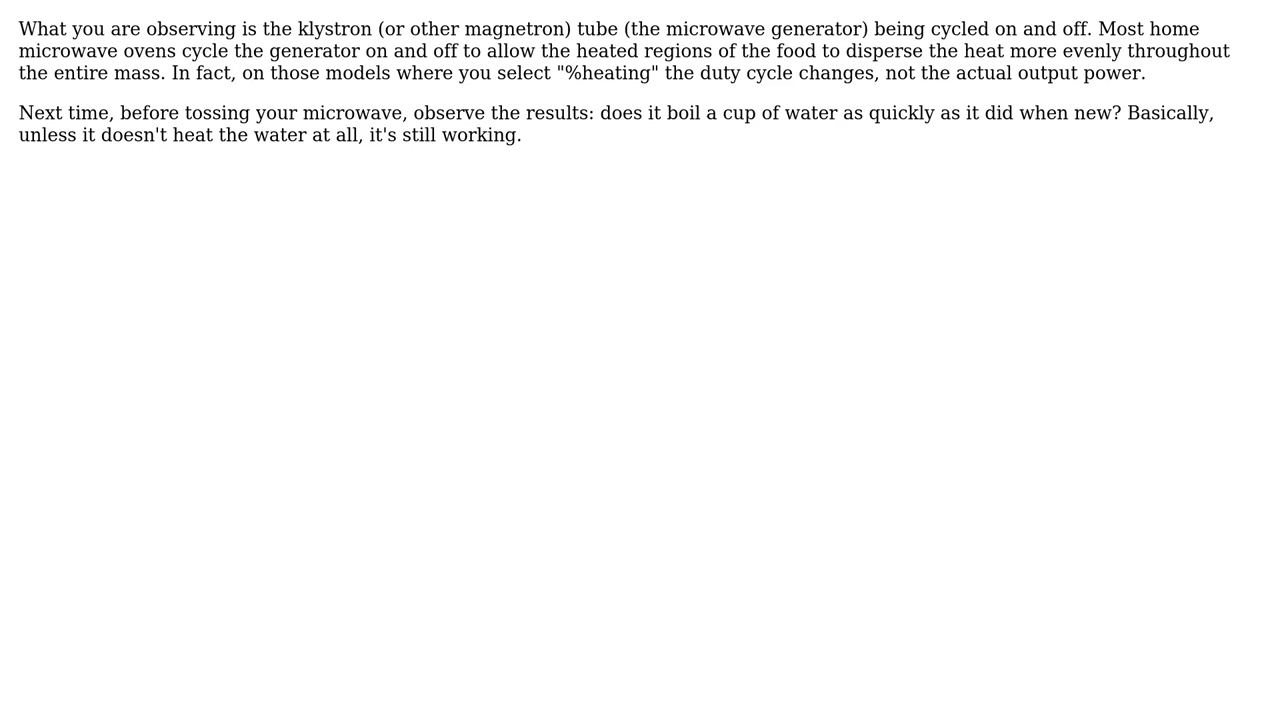 What you are observing is the klystron (or other magnetron) tube (the microwave generator) being cycled on and off. Most home
microwave ovens cycle the generator on and off to allow the heated regions of the food to disperse the heat more evenly throughout
the entire mass. In fact, on those models where you select "%heating" the duty cycle changes, not the actual output power.
Next time, before tossing your microwave, observe the results: does it boil a cup of water as quickly as it did when new? Basically,
unless it doesn't heat the water at all, it's still working.